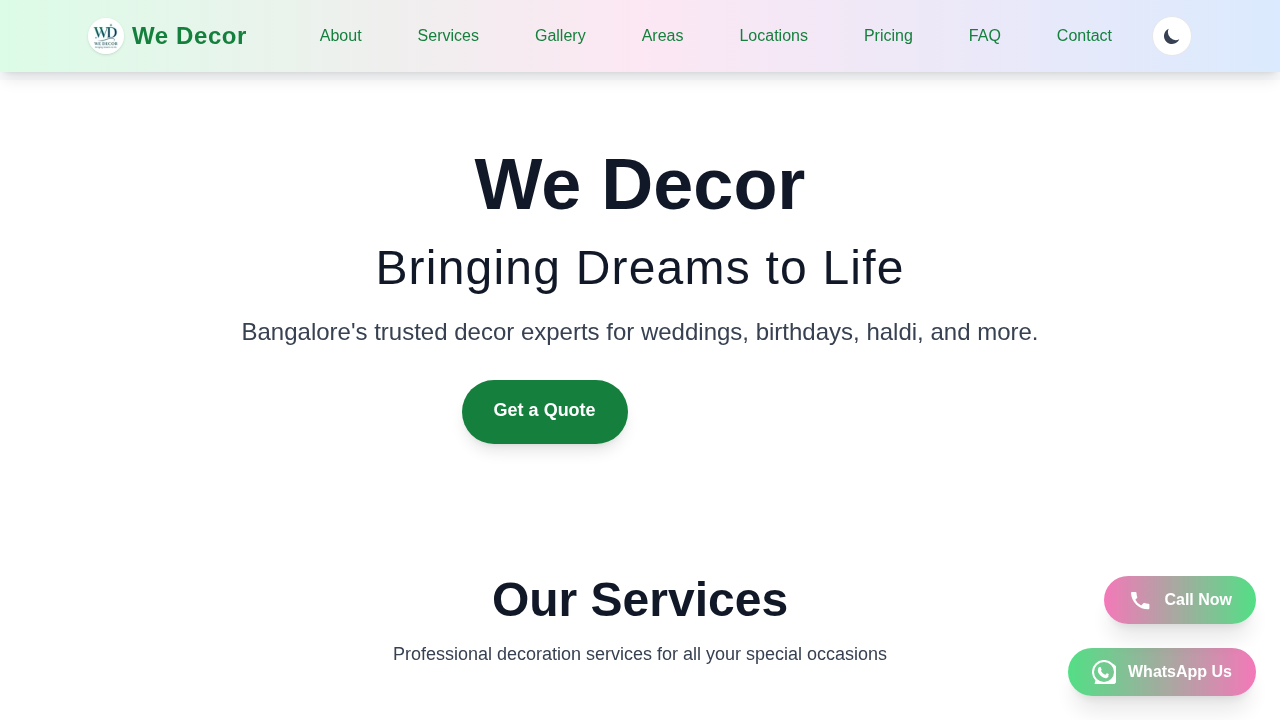 WD
WE DECOR
We Decor
About
Services
Gallery
Areas
Locations
Pricing
FAQ
Contact
We Decor
Bringing Dreams to Life
Bangalore's trusted decor experts for weddings, birthdays, haldi, and more.
Get a Quote
Our Services
Professional decoration services for all your special occasions
Call Now
WhatsApp Us